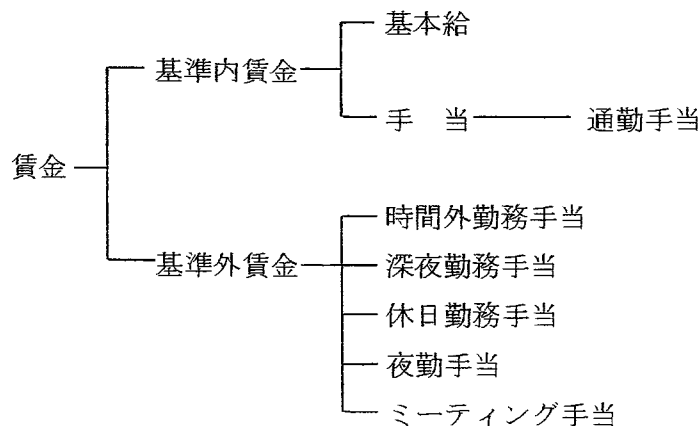 基本給
基準内賃金
手 当 通勤手当
賃金
時間外勤務手当
基準外賃金 深夜勤務手当
休日勤務手当
夜勤手当
ミーティング手当